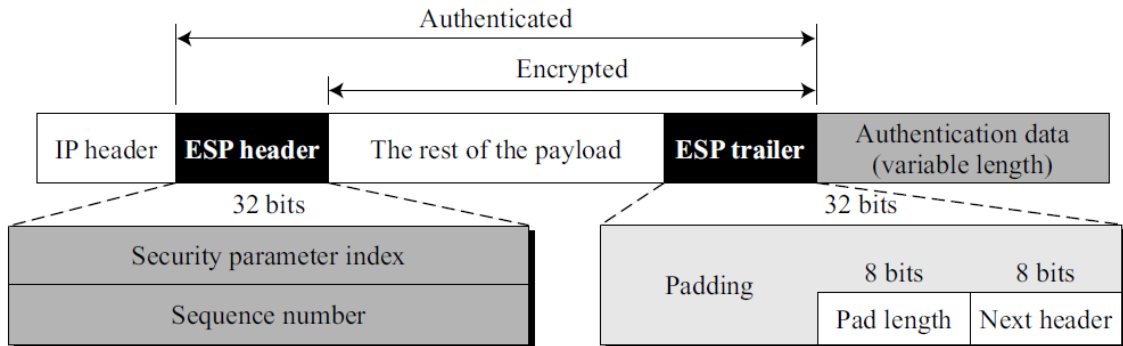 Authenticated
Encrypted
IP header
ESP header
The rest of the payload
ESP trailer
Authentication data
(variable length)
32 bits
32 bits
Security parameter index
Sequence number
Padding
8 bits
8 bits
Pad length
Next header